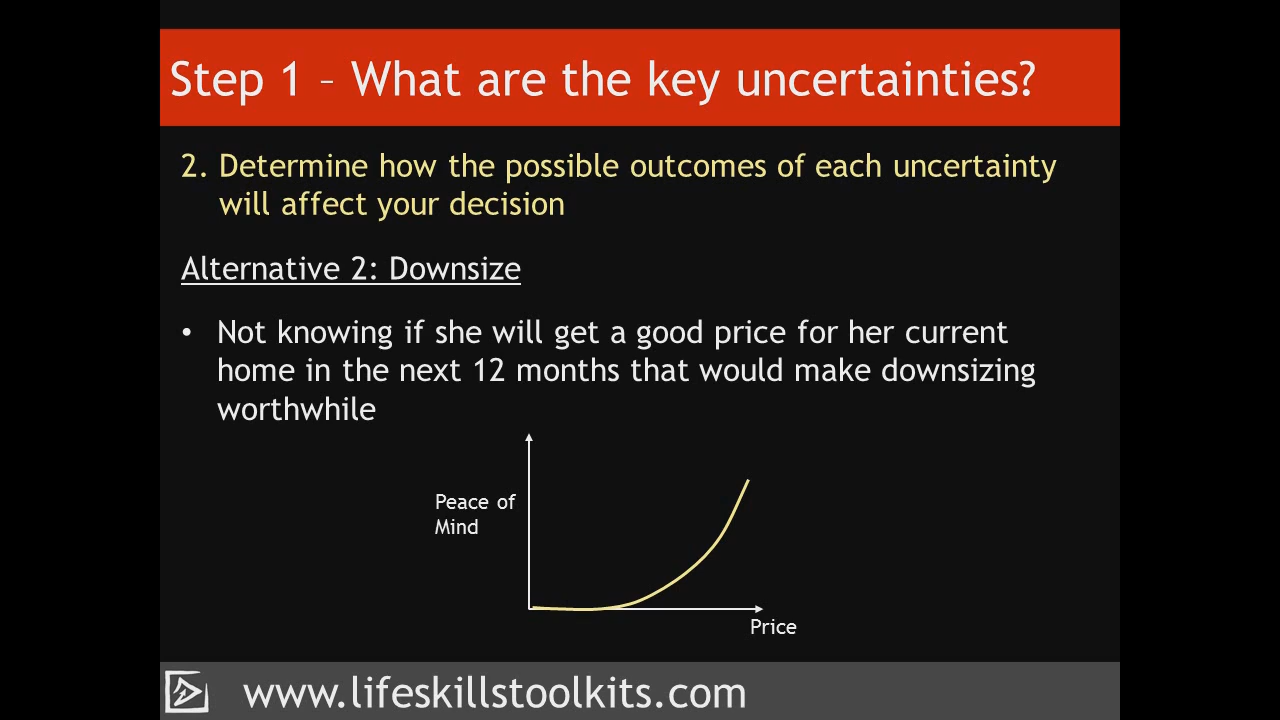 Step 1 – What are the key uncertainties?
2. Determine how the possible outcomes of each uncertainty
will affect your decision
Alternative 2: Downsize
• Not knowing if she will get a good price for her current
home in the next 12 months that would make downsizing
worthwhile
Peace of
Mind
Price
www.lifeskillstoolkits.com